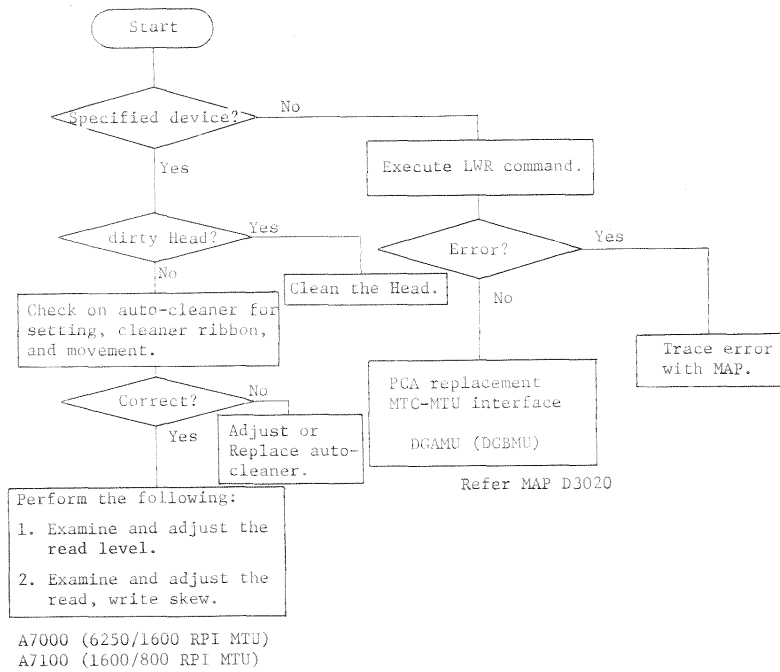 Start
Specified device?
No
Yes
Execute LWR command.
dirty Head?
Yes
No
Clean the Head.
Error?
Yes
No
Check on auto-cleaner for
setting, cleaner ribbon,
and movement.
Trace error
with MAP.
PCA replacement
MTC-MTU interface
DGAMU (DGBMU)
Refer MAP D3020
Correct?
No
Yes
Adjust or
Replace auto-
cleaner.
Perform the following:
1. Examine and adjust the
read level.
2. Examine and adjust the
read, write skew.
A7000 (6250/1600 RPI MTU)
A7100 (1600/800 RPI MTU)